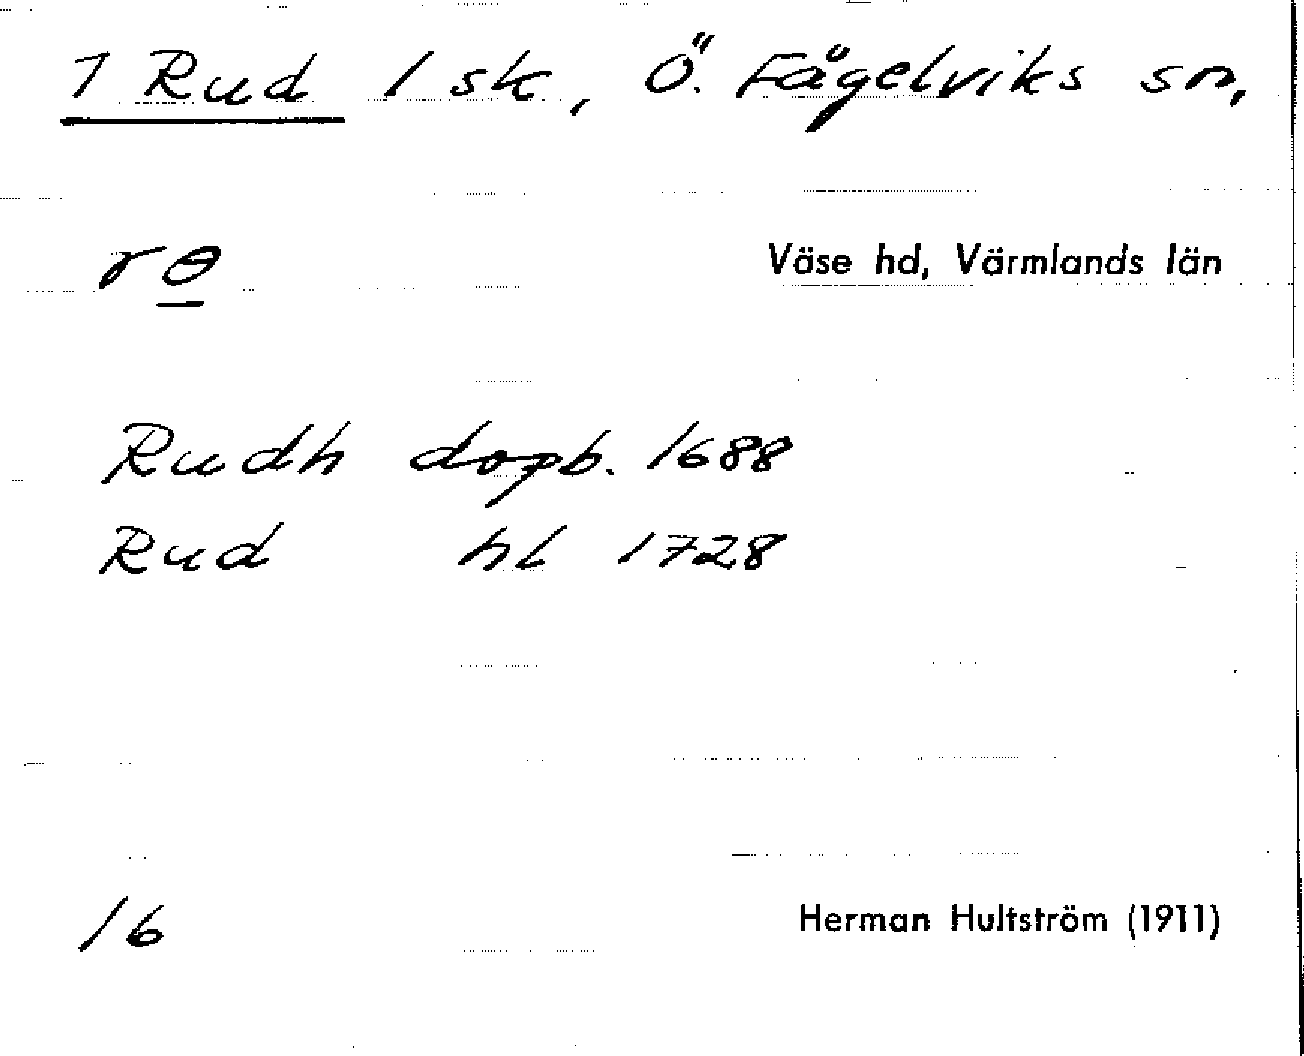 1 Rud 1 sk, Ö. Fågelviks sn,
rѳ
Väse hd, Värmlands län
Rudh dopb. 1688
Rud hl 1728
16
Herman Hultström (1911)